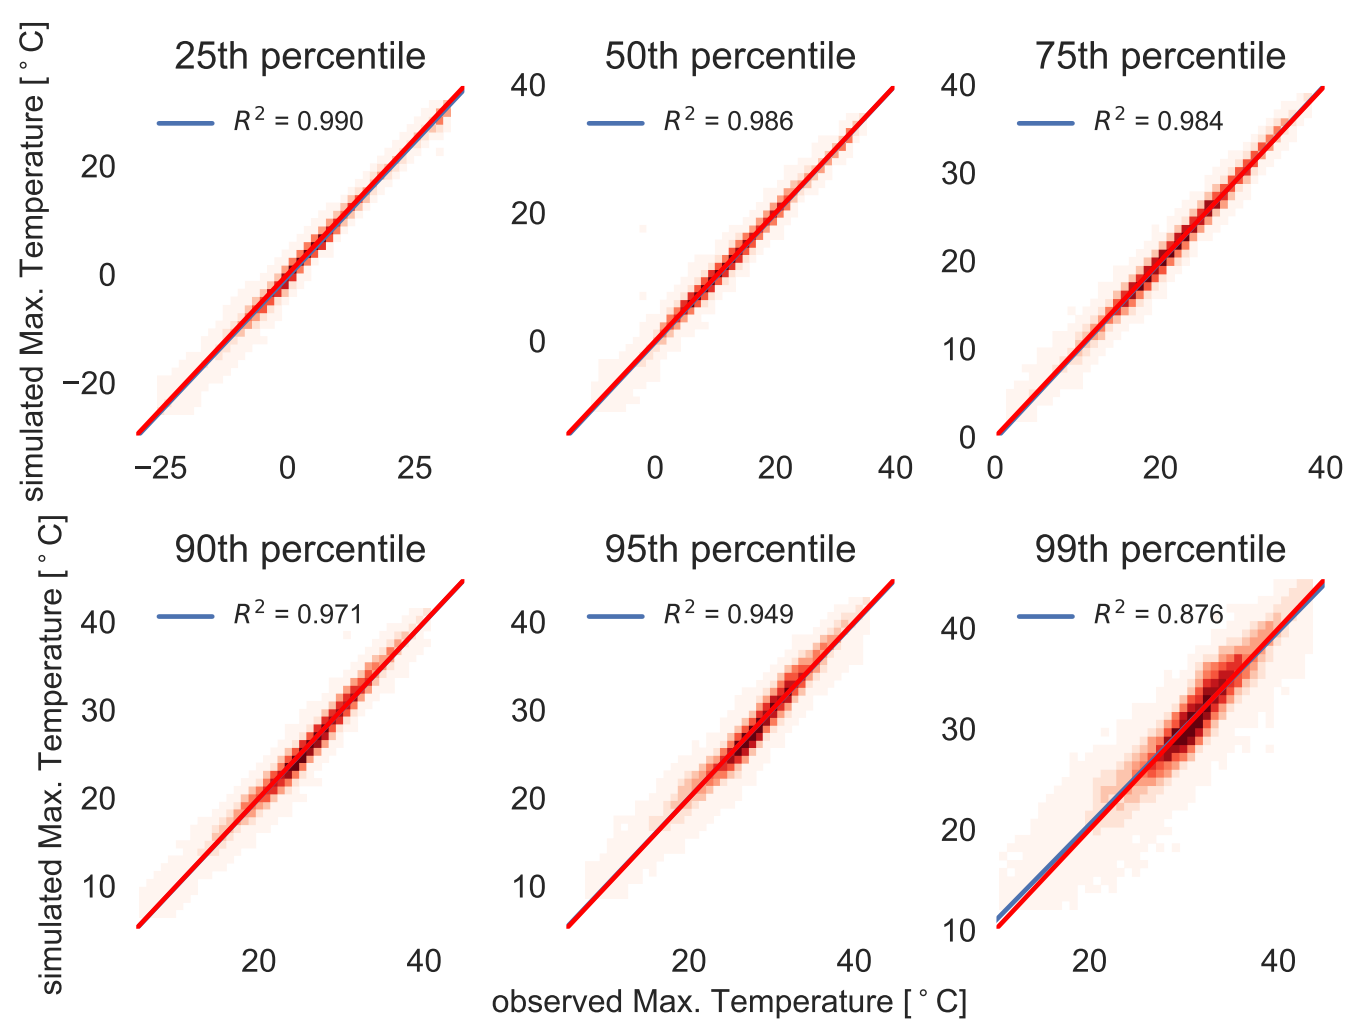 simulated Max. Temperature [°C]
25th percentile
R² = 0.990
20
0
−20
−25 0 25
50th percentile
R² = 0.986
40
20
0
0 20 40
75th percentile
R² = 0.984
40
30
20
10
0
0 20 40
simulated Max. Temperature [°C]
90th percentile
R² = 0.971
40
30
20
10
20 40
95th percentile
R² = 0.949
40
30
20
10
20 40
99th percentile
R² = 0.876
40
30
20
10
20 40
observed Max. Temperature [°C]